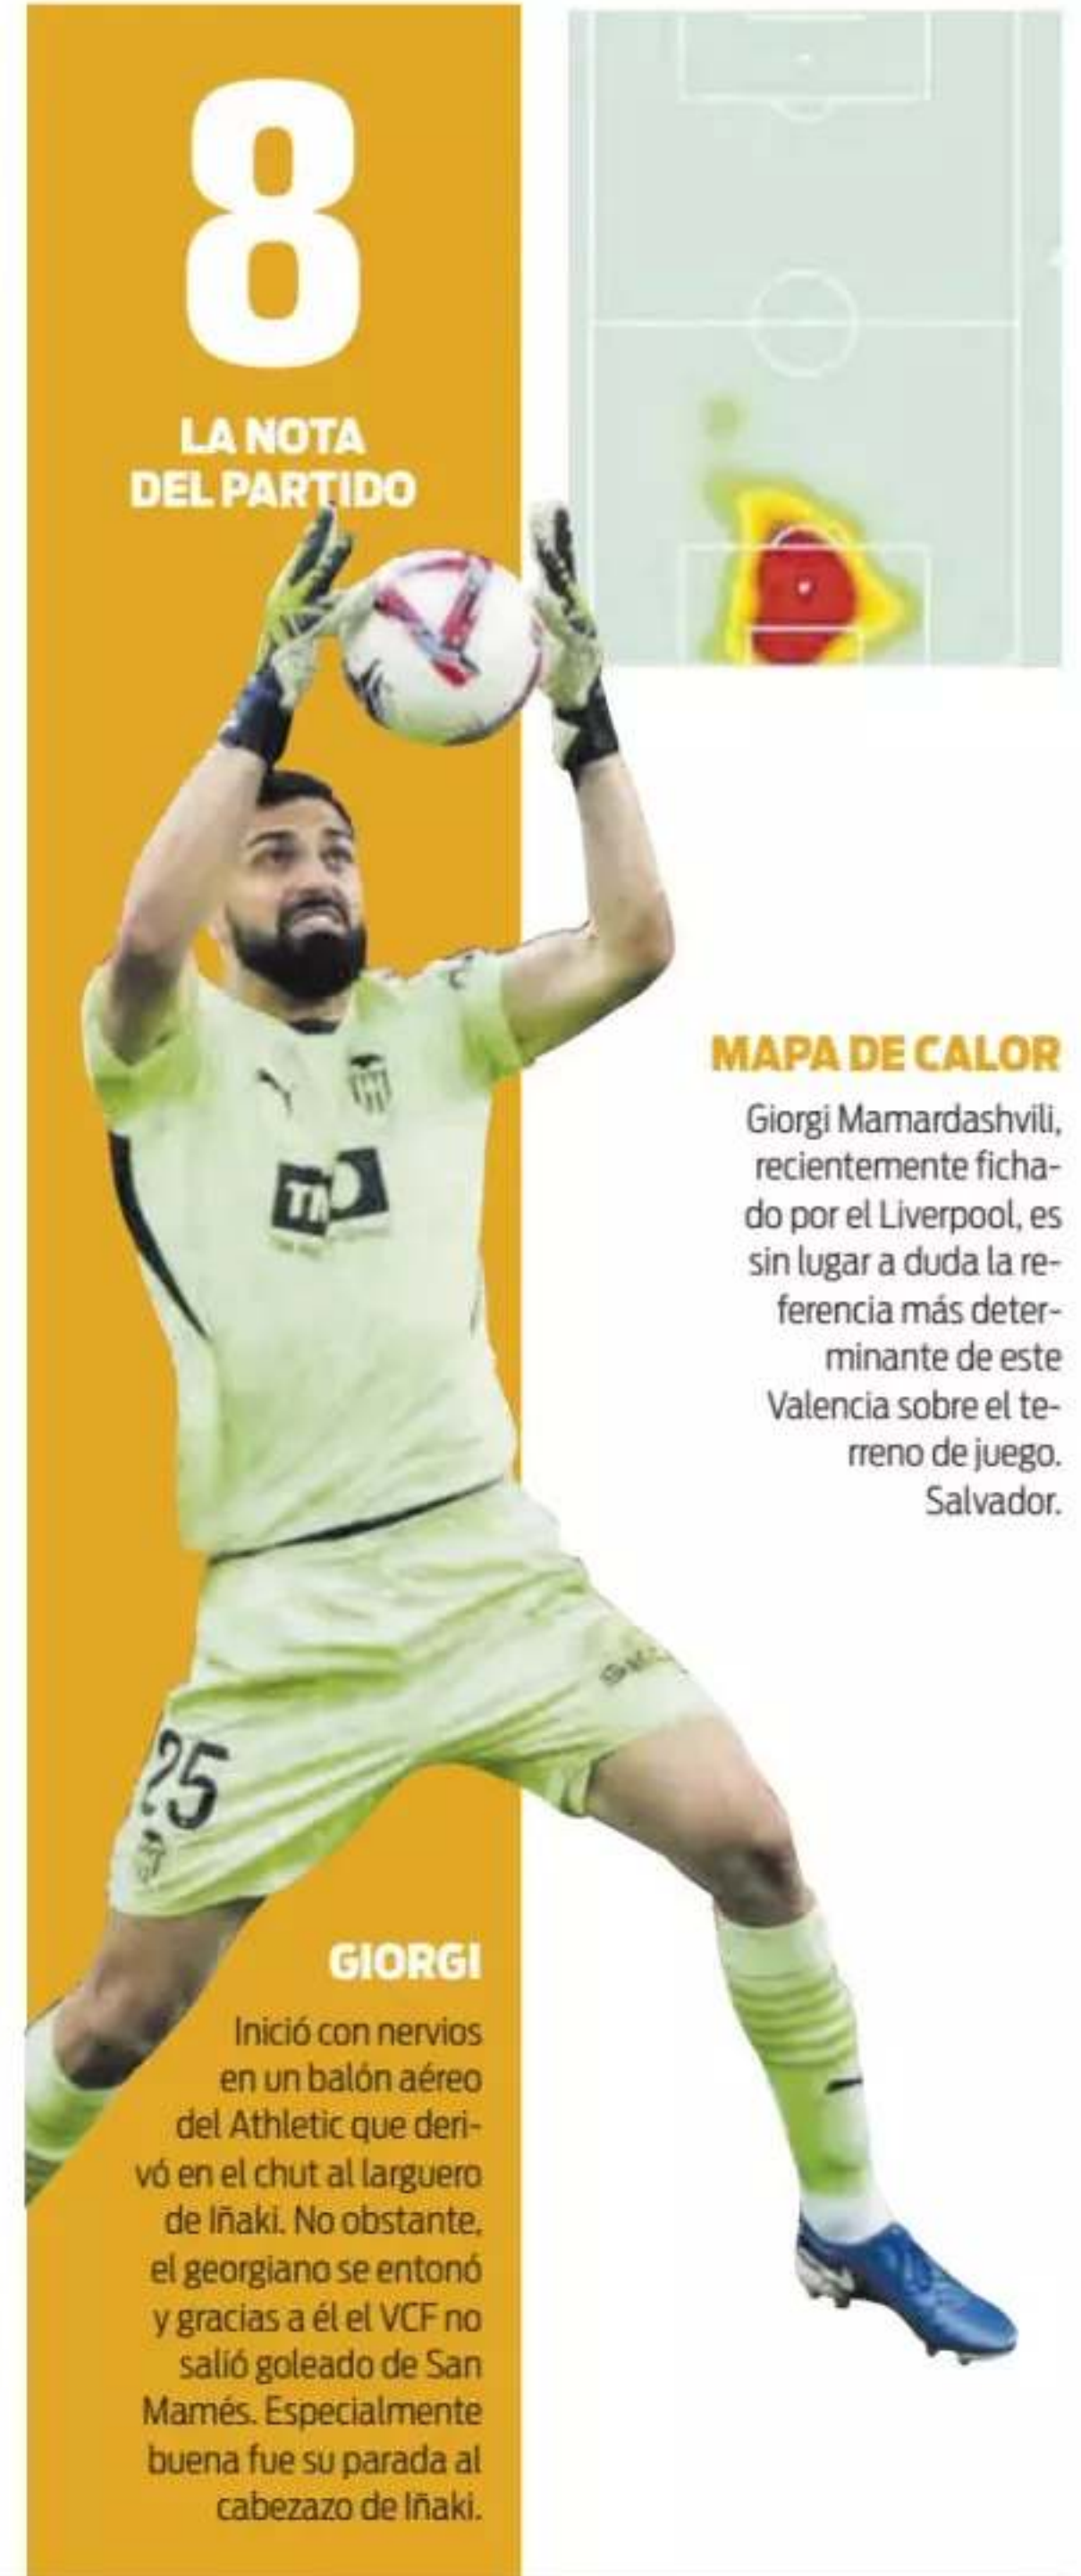 8
LA NOTA
DEL PARTIDO
MAPA DE CALOR
Giorgi Mamardashvili,
recientemente ficha-
do por el Liverpool, es
sin lugar a duda la re-
ferencia más deter-
minante de este
Valencia sobre el te-
rreno de juego.
Salvador.
25
GIORGI
Inició con nervios
en un balón aéreo
del Athletic que deri-
vó en el chut al larguero
de Iñaki. No obstante,
el georgiano se entonó
y gracias a él el VCF no
salió goleado de San
Mamés. Especialmente
buena fue su parada al
cabezazo de Iñaki.